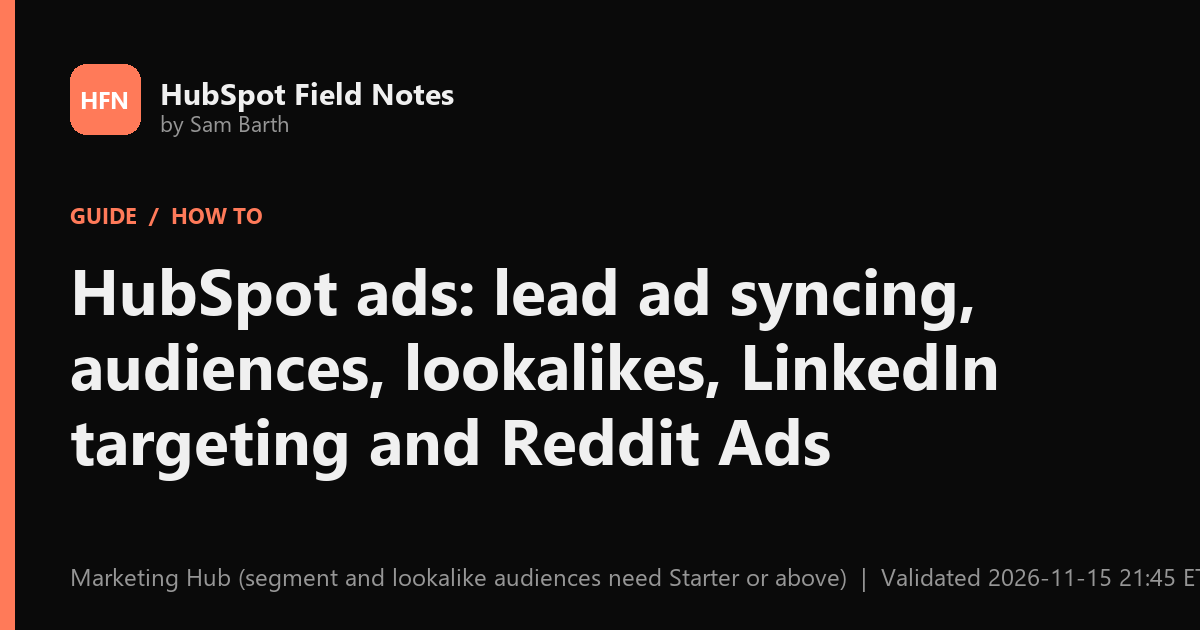 HFN
HubSpot Field Notes
by Sam Barth
GUIDE / HOW TO
HubSpot ads: lead ad syncing,
audiences, lookalikes, LinkedIn
targeting and Reddit Ads
Marketing Hub (segment and lookalike audiences need Starter or above) | Validated 2026-11-15 21:45